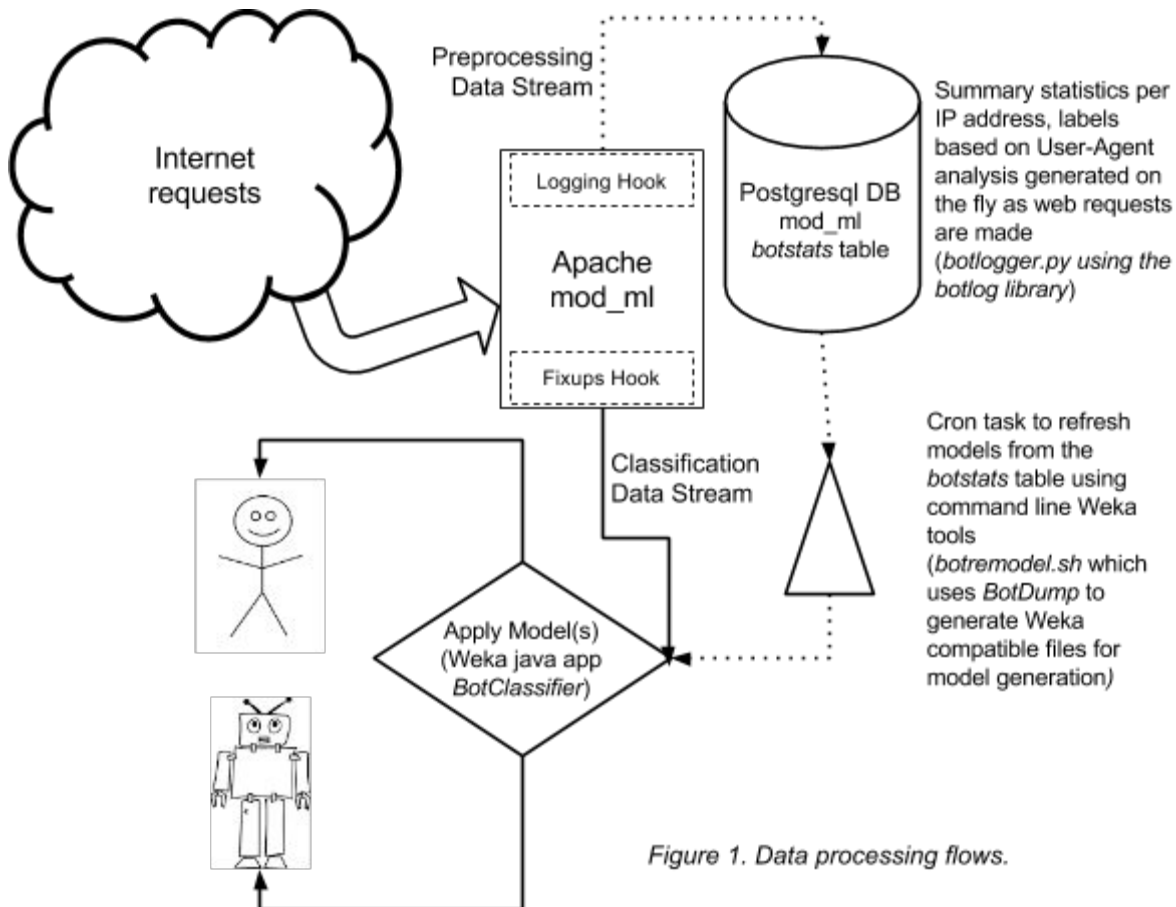 Internet
requests
Preprocessing
Data Stream
Logging Hook
Apache
mod_ml
Fixups Hook
Postgresql DB
mod_ml
botstats table
Summary statistics per
IP address, labels
based on User-Agent
analysis generated on
the fly as web requests
are made
(botlogger.py using the
botlog library)
Classification
Data Stream
Cron task to refresh
models from the
botstats table using
command line Weka
tools
(botremodel.sh which
uses BotDump to
generate Weka
compatible files for
model generation)
Apply Model(s)
(Weka java app
BotClassifier)
Figure 1. Data processing flows.